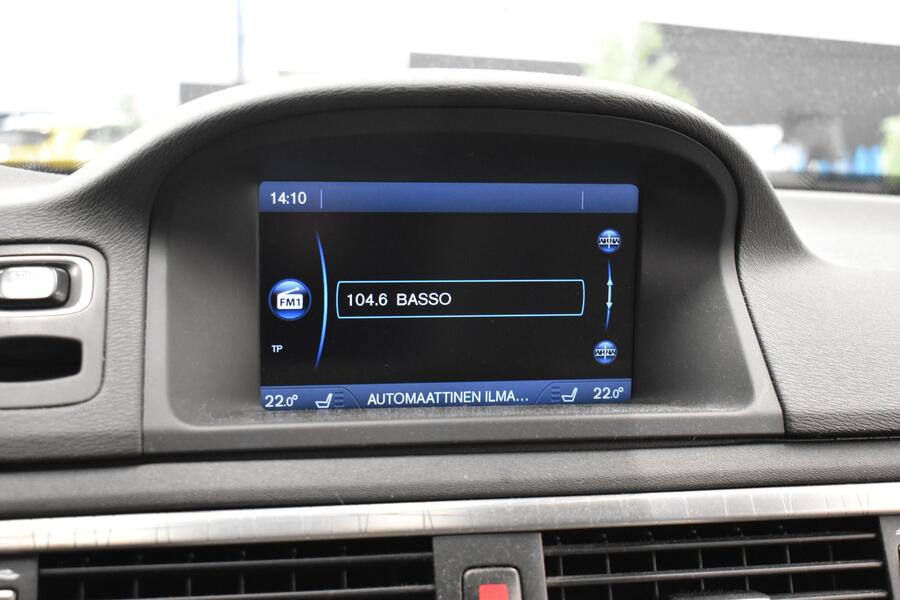 14:10
FM1
104.6 BASSO
TP
22.0° AUTOMAATTINEN ILMA... 22.0°